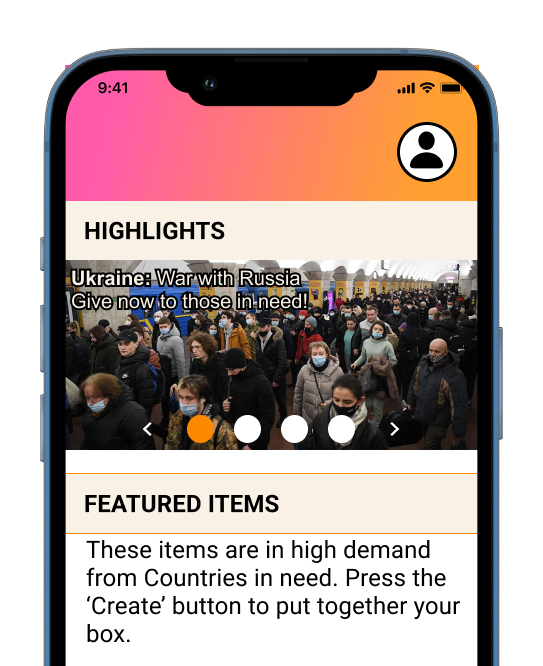 9:41
HIGHLIGHTS
Ukraine: War with Russia
Give now to those in need!
FEATURED ITEMS
These items are in high demand
from Countries in need. Press the
‘Create’ button to put together your
box.